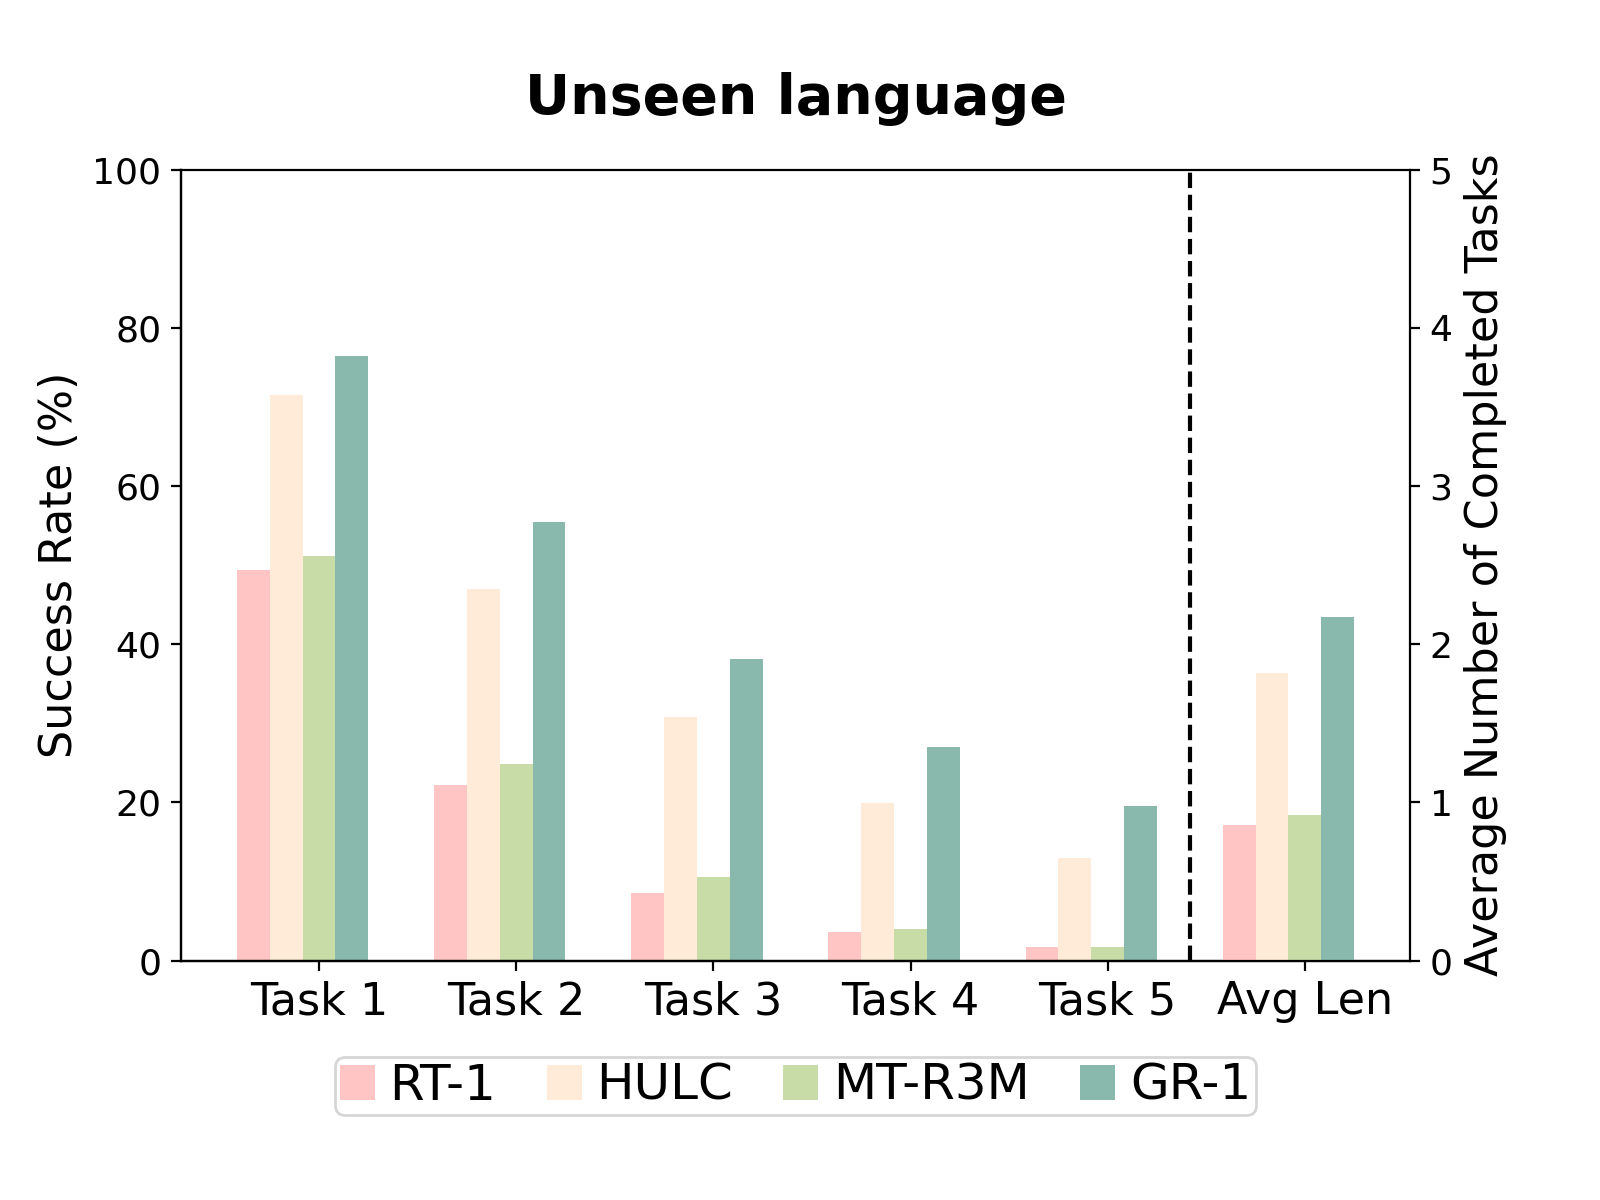 Unseen language
100
80
60
40
20
0
Success Rate (%)
5
4
3
2
1
0
Average Number of Completed Tasks
Task 1 Task 2 Task 3 Task 4 Task 5 Avg Len
RT-1 HULC MT-R3M GR-1